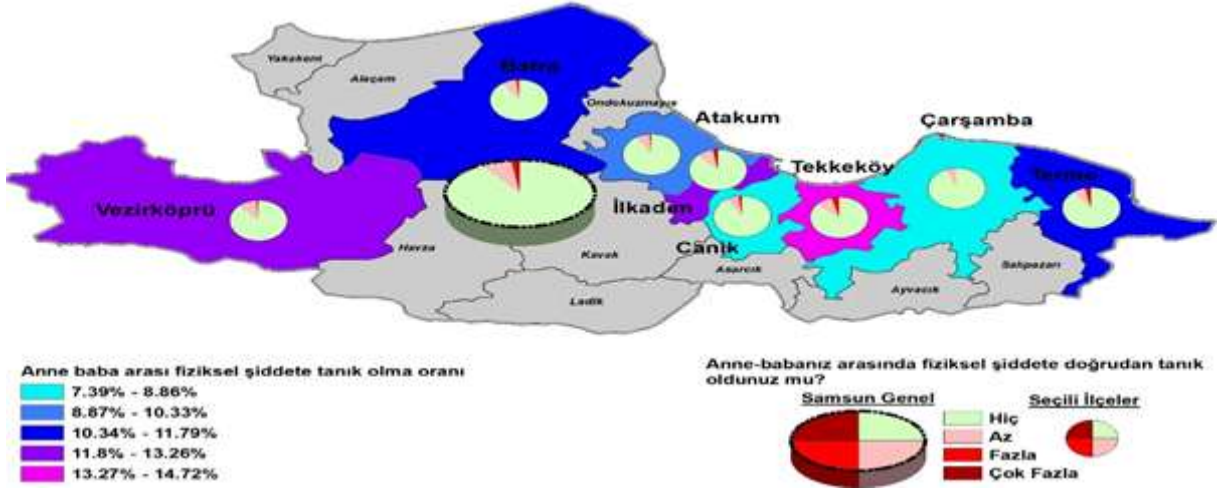 Yakakent
Alaçam
Bafra
Ondokuzmayıs
Atakum
Çarşamba
Tekkeköy
Terme
Vezirköprü
İlkadım
Havza
Canik
Kavak
Asarcık
Salıpazarı
Ayvacık
Ladik
Anne baba arası fiziksel şiddete tanık olma oranı
7.39% - 8.86%
8.87% - 10.33%
10.34% - 11.79%
11.8% - 13.26%
13.27% - 14.72%
Anne-babanız arasında fiziksel şiddete doğrudan tanık
oldunuz mu?
Samsun Genel
Seçili İlçeler
Hiç
Az
Fazla
Çok Fazla